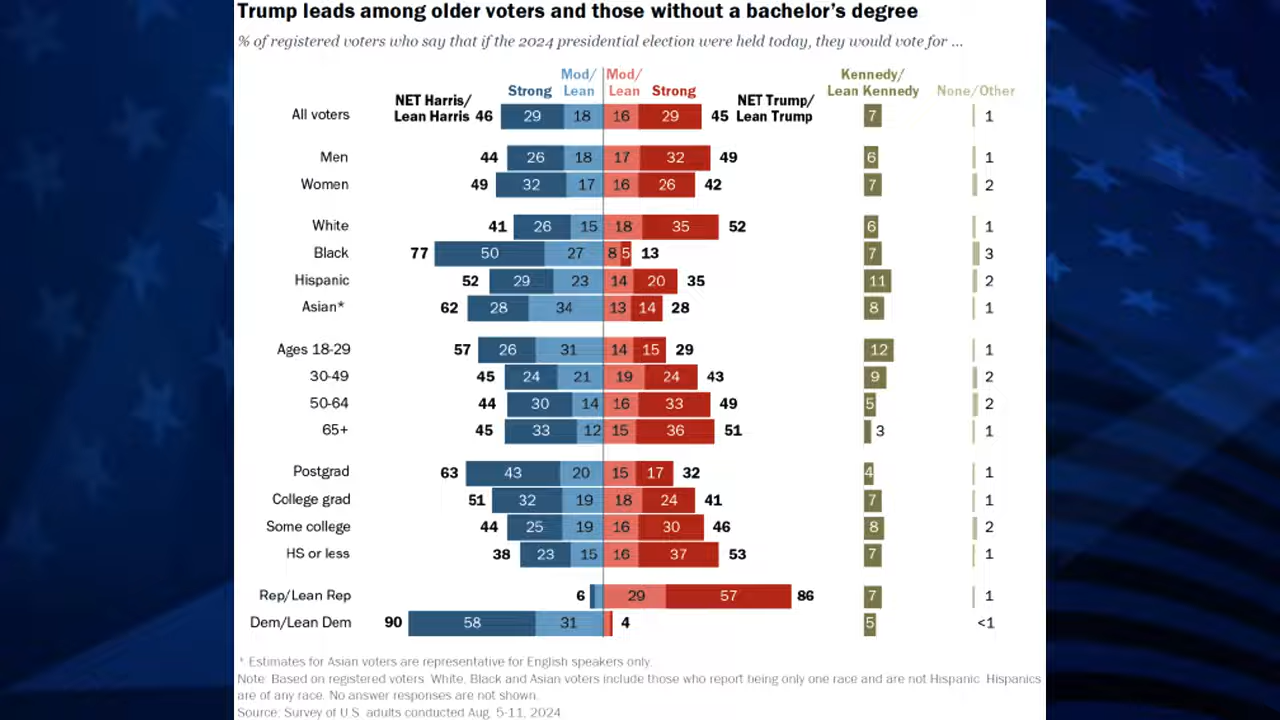 Trump leads among older voters and those without a bachelor's degree
% of registered voters who say that if the 2024 presidential election were held today, they would vote for ...
Mod/ Mod/ Kennedy/
Strong Lean Lean Strong Lean Kennedy None/Other
NET Harris/ NET Trump/
All voters Lean Harris 46 29 18 16 29 45 Lean Trump 7 1
Men 44 26 18 17 32 49 6 1
Women 49 32 17 16 26 42 7 2
White 41 26 15 18 35 52 6 1
Black 77 50 27 8 5 13 7 3
Hispanic 52 29 23 14 20 35 11 2
Asian* 62 28 34 13 14 28 8 1
Ages 18-29 57 26 31 14 15 29 12 1
30-49 45 24 21 19 24 43 9 2
50-64 44 30 14 16 33 49 5 2
65+ 45 33 12 15 36 51 3 1
Postgrad 63 43 20 15 17 32 4 1
College grad 51 32 19 18 24 41 7 1
Some college 44 25 19 16 30 46 8 2
HS or less 38 23 15 16 37 53 7 1
Rep/Lean Rep 6 29 57 86 7 1
Dem/Lean Dem 90 58 31 4 5 <1
* Estimates for Asian voters are representative for English speakers only.
Note: Based on registered voters. White, Black and Asian voters include those who report being only one race and are not Hispanic. Hispanics
are of any race. No answer responses are not shown.
Source: Survey of U.S. adults conducted Aug. 5-11, 2024